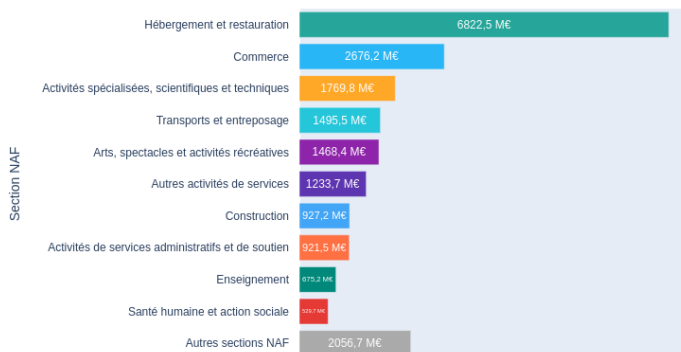 Section NAF
Hébergement et restauration 6822,5 M€
Commerce 2676,2 M€
Activités spécialisées, scientifiques et techniques 1769,8 M€
Transports et entreposage 1495,5 M€
Arts, spectacles et activités récréatives 1468,4 M€
Autres activités de services 1233,7 M€
Construction 927,2 M€
Activités de services administratifs et de soutien 921,5 M€
Enseignement 675,2 M€
Santé humaine et action sociale M€
Autres sections NAF 2056,7 M€